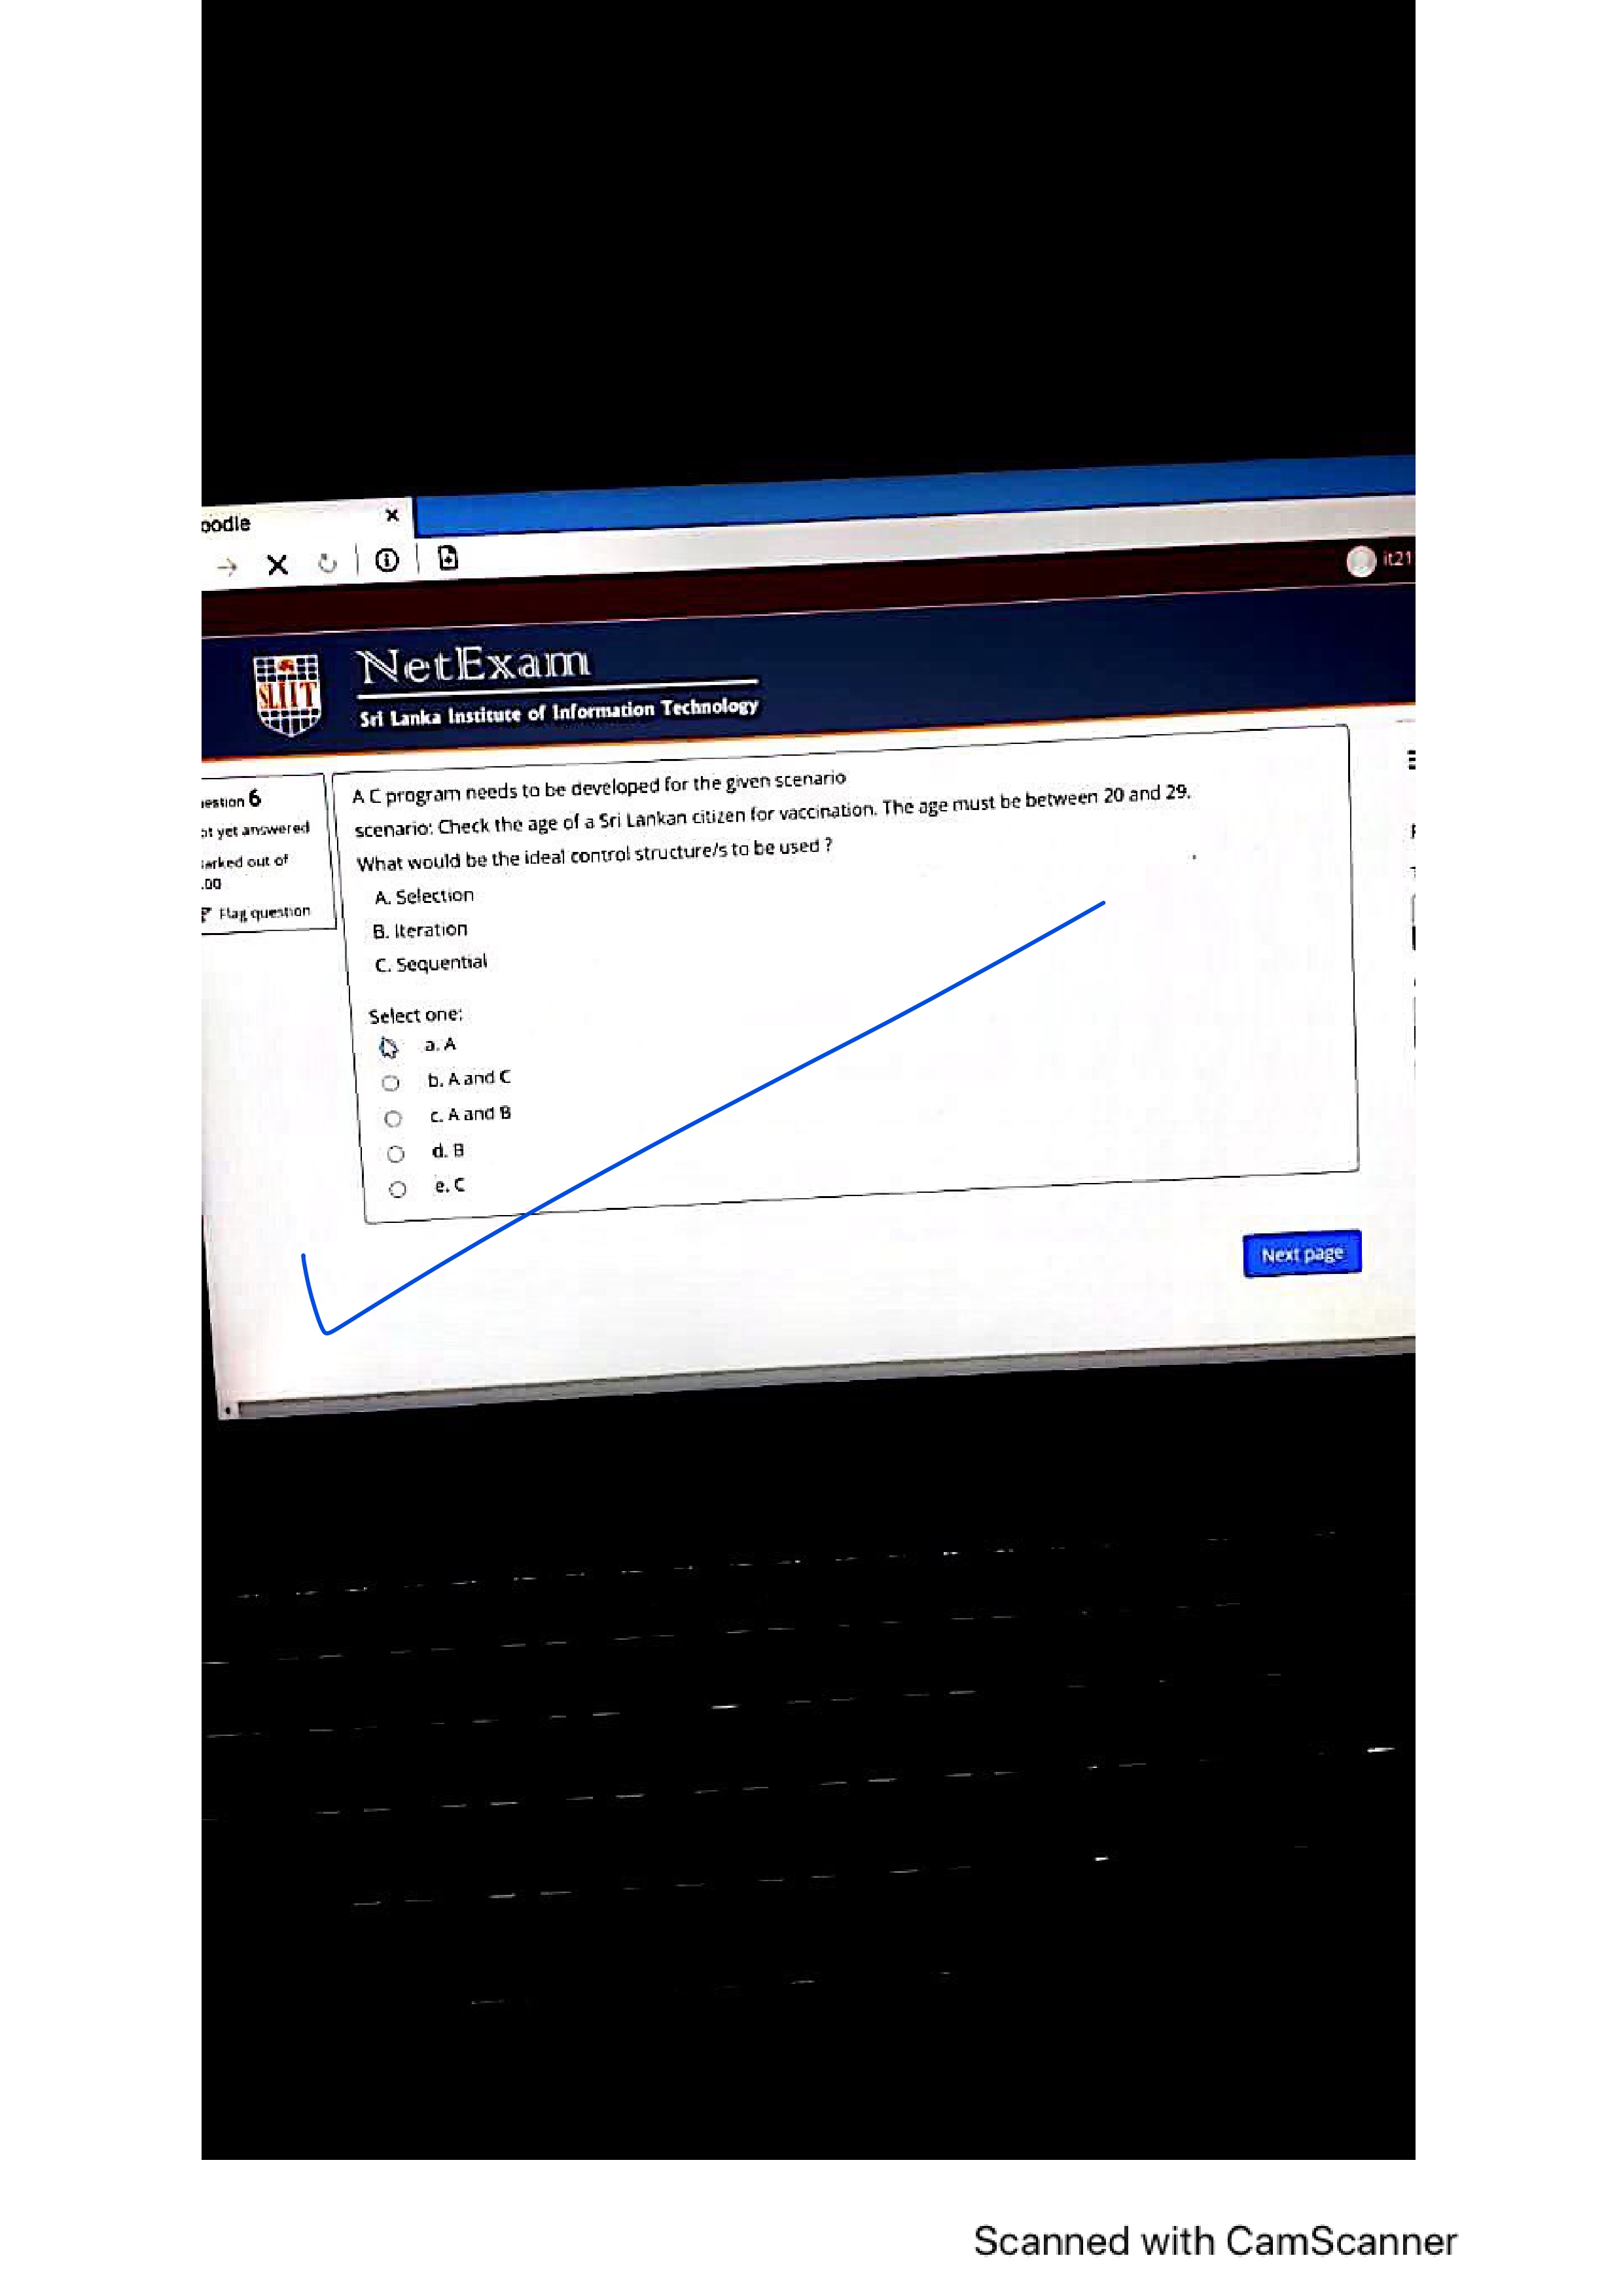 oodle
it21
SLIIT
NetExam
Sri Lanka Institute of Information Technology
estion 6
ot yet answered
arked out of
.00
Flag question
A C program needs to be developed for the given scenario
scenario: Check the age of a Sri Lankan citizen for vaccination. The age must be between 20 and 29.
What would be the ideal control structure/s to be used ?
A. Selection
B. Iteration
C. Sequential
Select one:
a. A
b. A and C
c. A and B
d. B
e. C
Next page
Scanned with CamScanner